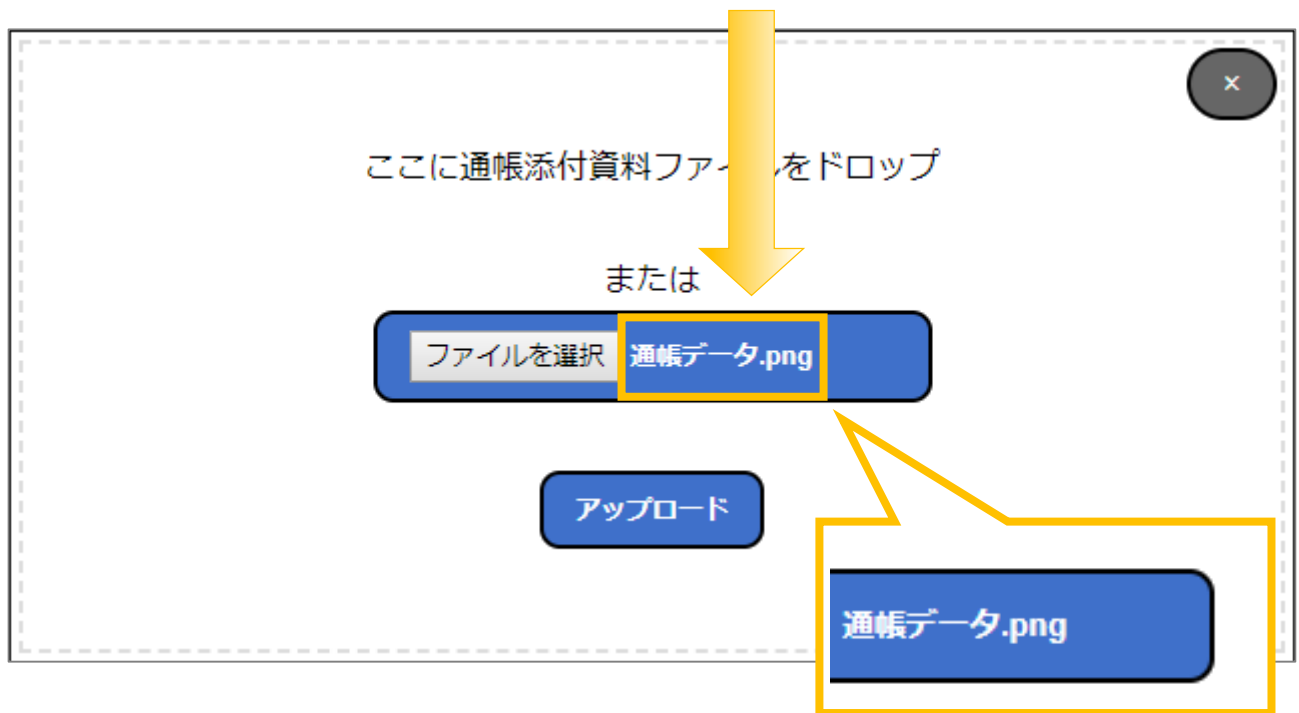 ×
ここに通帳添付資料ファイルをドロップ
または
ファイルを選択 通帳データ.png
アップロード
通帳データ.png